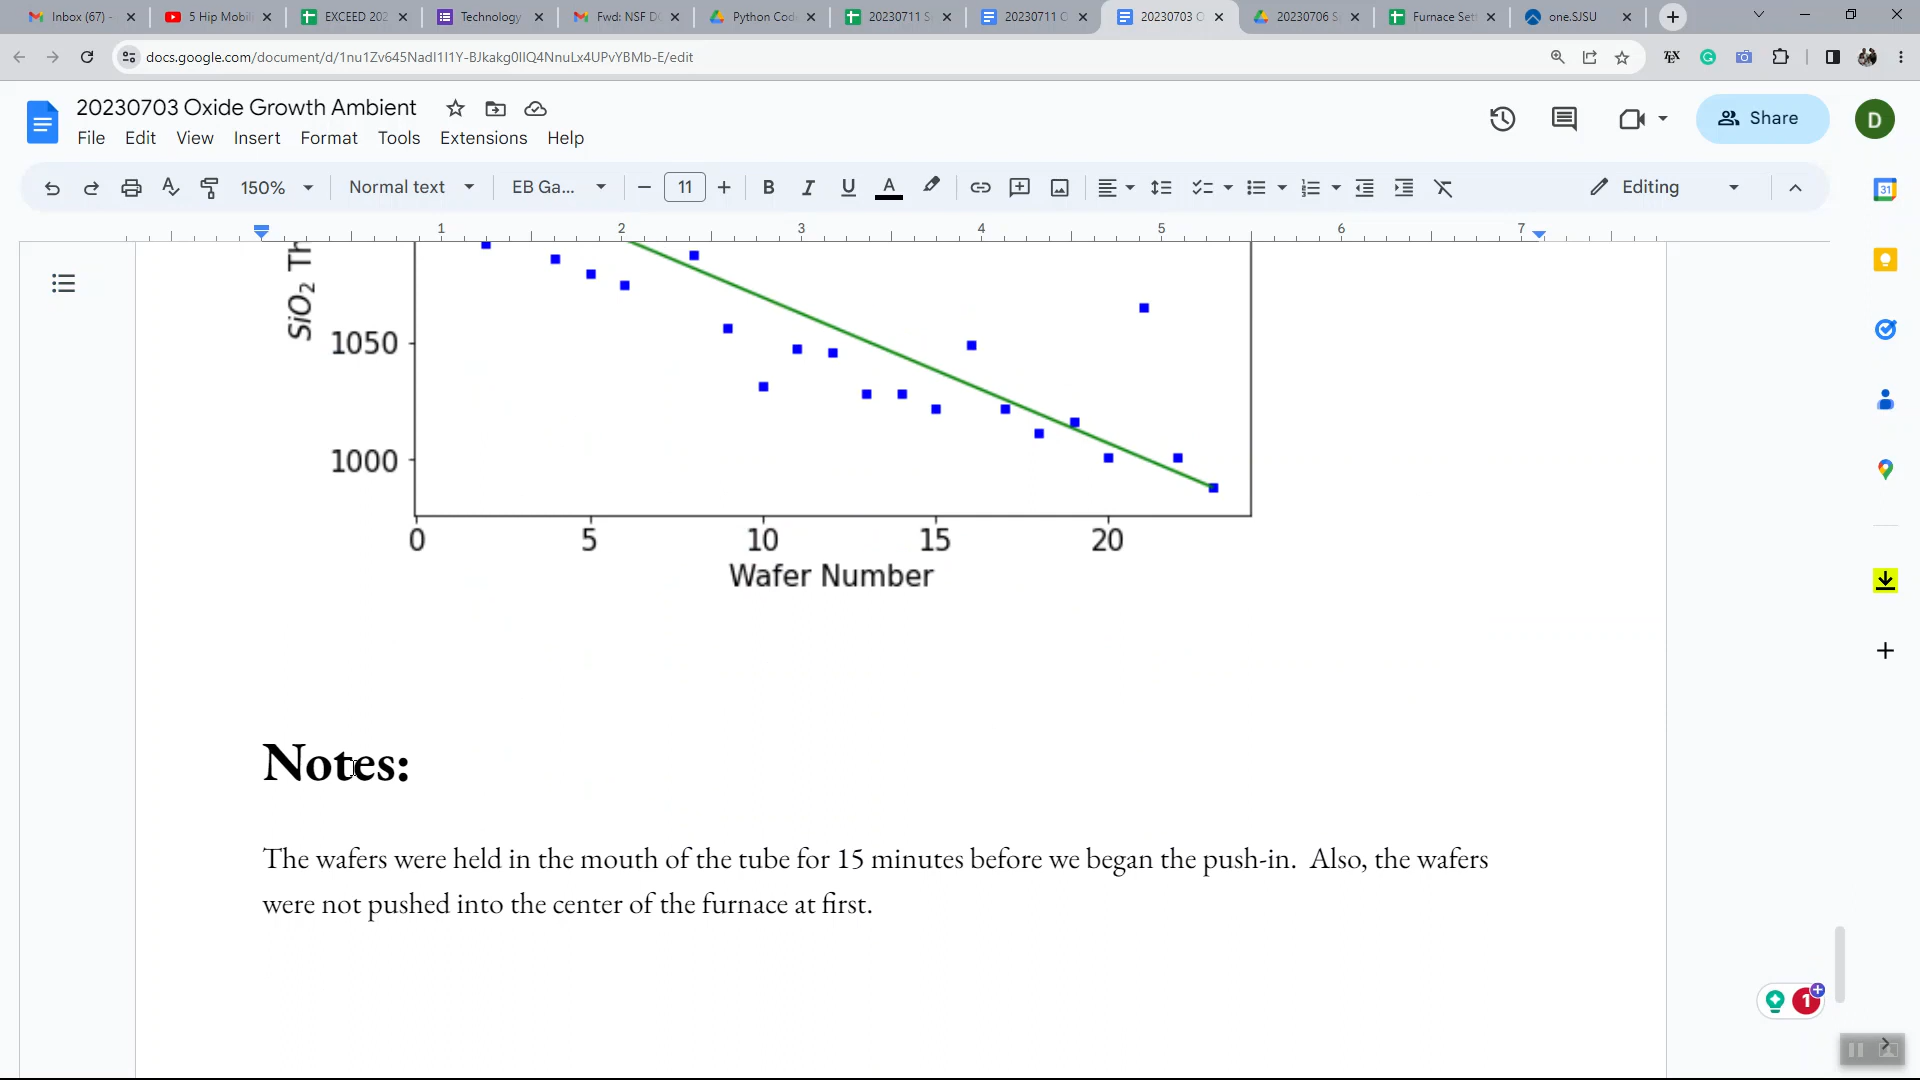 Inbox (67) -
5 Hip Mobil
EXCEED 202
Technology
Fwd: NSF D
Python Cod
20230711 S
20230711 O
20230703 O
20230706 S
Furnace Set
one.SJSU
docs.google.com/document/d/1nu1Zv645NadI1I1Y-BJkakg0IIQ4NnuLx4UPvYBMb-E/edit
20230703 Oxide Growth Ambient
File Edit View Insert Format Tools Extensions Help
Share
D
150% Normal text EB Ga... 11 B I U A Editing
1 2 3 4 5 6 7
31
SiO2 Th
1050
1000
0 5 10 15 20
Wafer Number
Notes:
The wafers were held in the mouth of the tube for 15 minutes before we began the push-in. Also, the wafers
were not pushed into the center of the furnace at first.
1